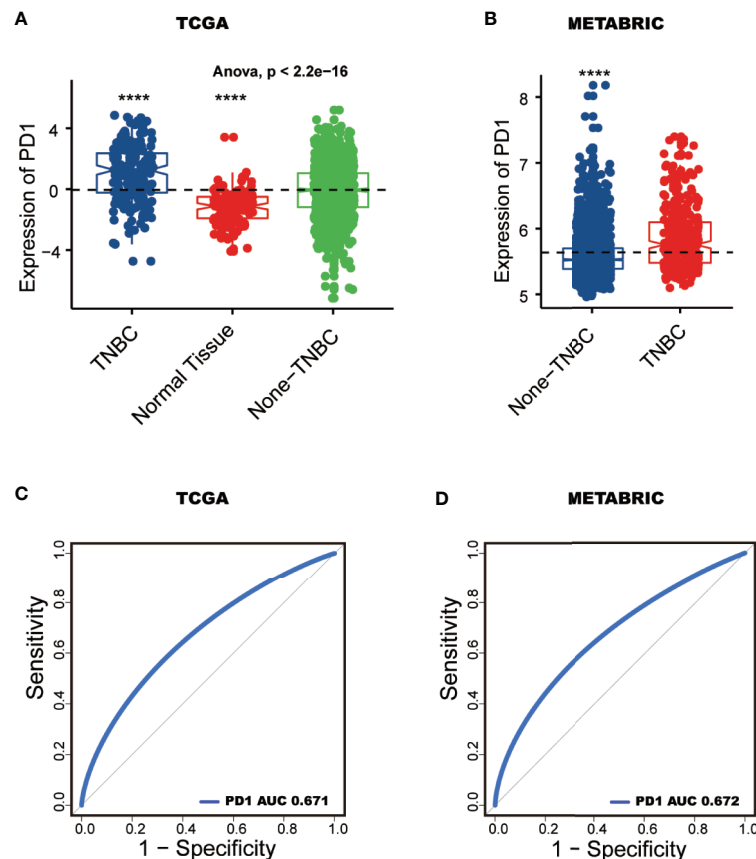 A
TCGA
Anova, p < 2.2e−16
****
****
Expression of PD1
4
0
−4
TNBC
Normal Tissue
None−TNBC
B
METABRIC
****
Expression of PD1
8
7
6
5
None−TNBC
TNBC
C
TCGA
Sensitivity
1.0
0.8
0.6
0.4
0.2
0.0
PD1 AUC 0.671
0.0 0.2 0.4 0.6 0.8 1.0
1 − Specificity
D
METABRIC
Sensitivity
1.0
0.8
0.6
0.4
0.2
0.0
PD1 AUC 0.672
0.0 0.2 0.4 0.6 0.8 1.0
1 − Specificity